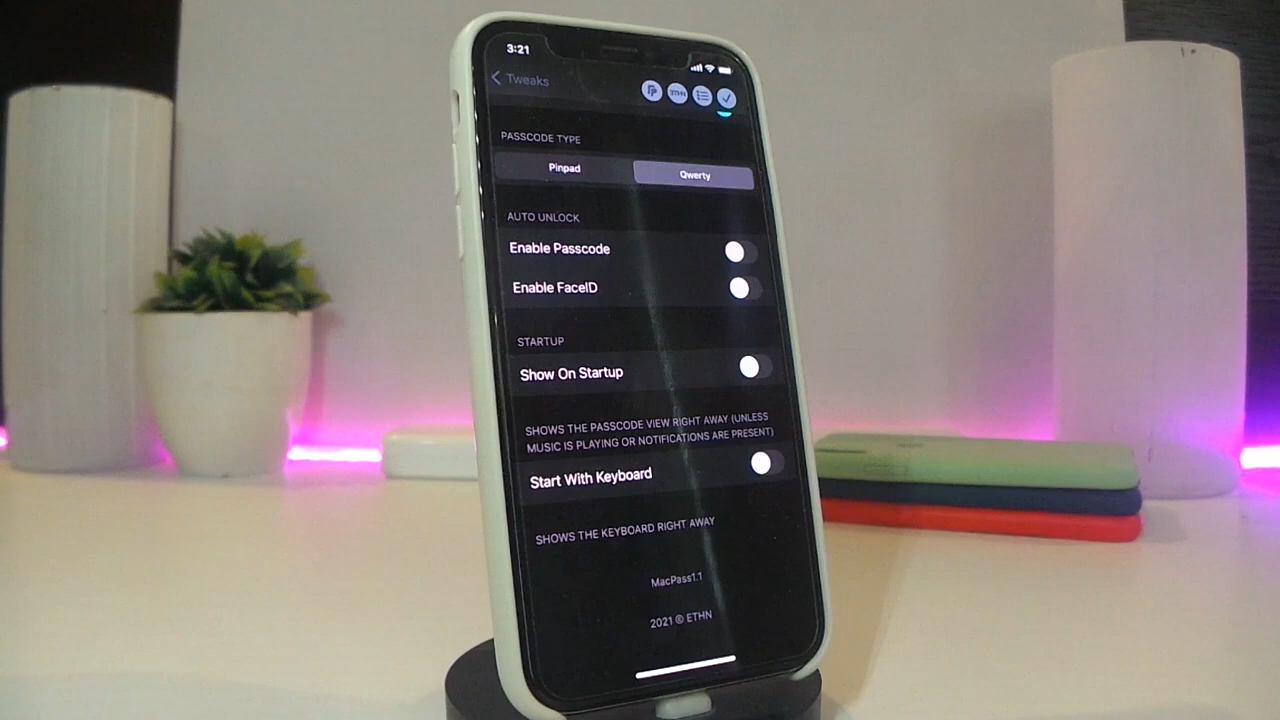 3:21
Tweaks
ETHN
PASSCODE TYPE
Pinpad
Qwerty
AUTO UNLOCK
Enable Passcode
Enable FaceID
STARTUP
Show On Startup
SHOWS THE PASSCODE VIEW RIGHT AWAY (UNLESS
MUSIC IS PLAYING OR NOTIFICATIONS ARE PRESENT)
Start With Keyboard
SHOWS THE KEYBOARD RIGHT AWAY
MacPass1.1
2021 © ETHN